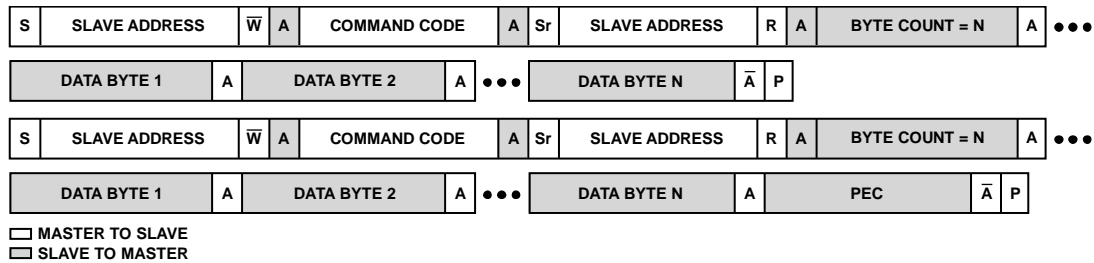 S SLAVE ADDRESS W̅ A COMMAND CODE A Sr SLAVE ADDRESS R A BYTE COUNT = N A •••
DATA BYTE 1 A DATA BYTE 2 A ••• DATA BYTE N A̅ P
S SLAVE ADDRESS W̅ A COMMAND CODE A Sr SLAVE ADDRESS R A BYTE COUNT = N A •••
DATA BYTE 1 A DATA BYTE 2 A ••• DATA BYTE N A PEC A̅ P
MASTER TO SLAVE
SLAVE TO MASTER